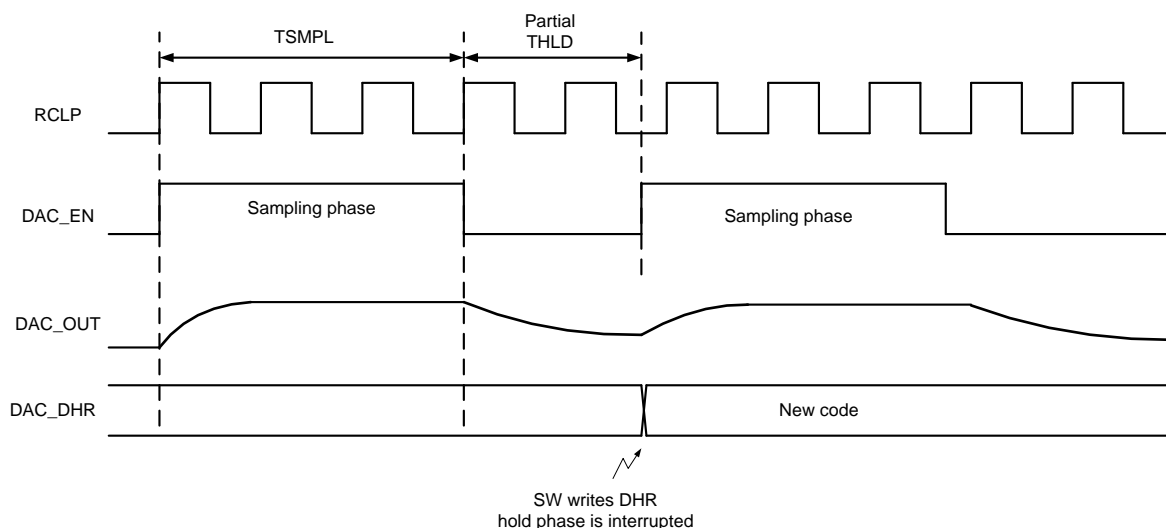 TSMPL
Partial
THLD
RCLP
DAC_EN
Sampling phase
Sampling phase
DAC_OUT
DAC_DHR
New code
SW writes DHR
hold phase is interrupted